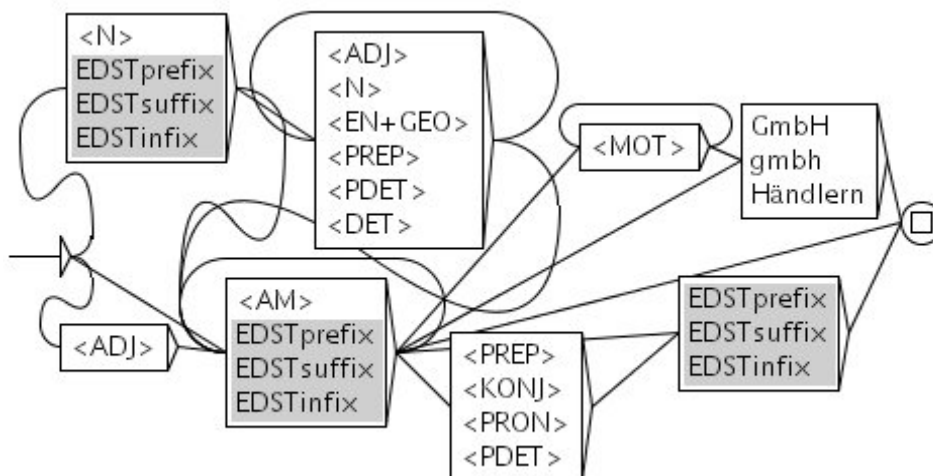 <N>
EDSTprefix
EDSTsuffix
EDSTinfix
<ADJ>
<N>
<EN+GEO>
<PREP>
<PDET>
<DET>
<MOT>
GmbH
gmbh
Händlern
<ADJ>
<AM>
EDSTprefix
EDSTsuffix
EDSTinfix
<PREP>
<KONJ>
<PRON>
<PDET>
EDSTprefix
EDSTsuffix
EDSTinfix